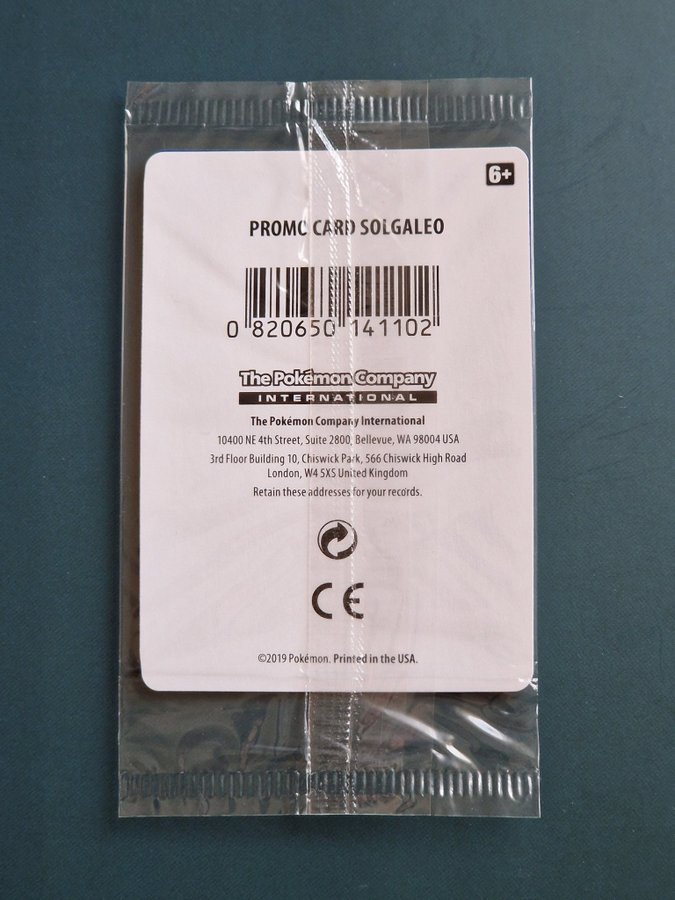 6+
PROMO CARD SOLGALEO
0 820650 141102
The Pokémon Company
INTERNATIONAL
The Pokémon Company International
10400 NE 4th Street, Suite 2800, Bellevue, WA 98004 USA
3rd Floor Building 10, Chiswick Park, 566 Chiswick High Road
London, W4 5XS United Kingdom
Retain these addresses for your records.
CE
©2019 Pokémon. Printed in the USA.